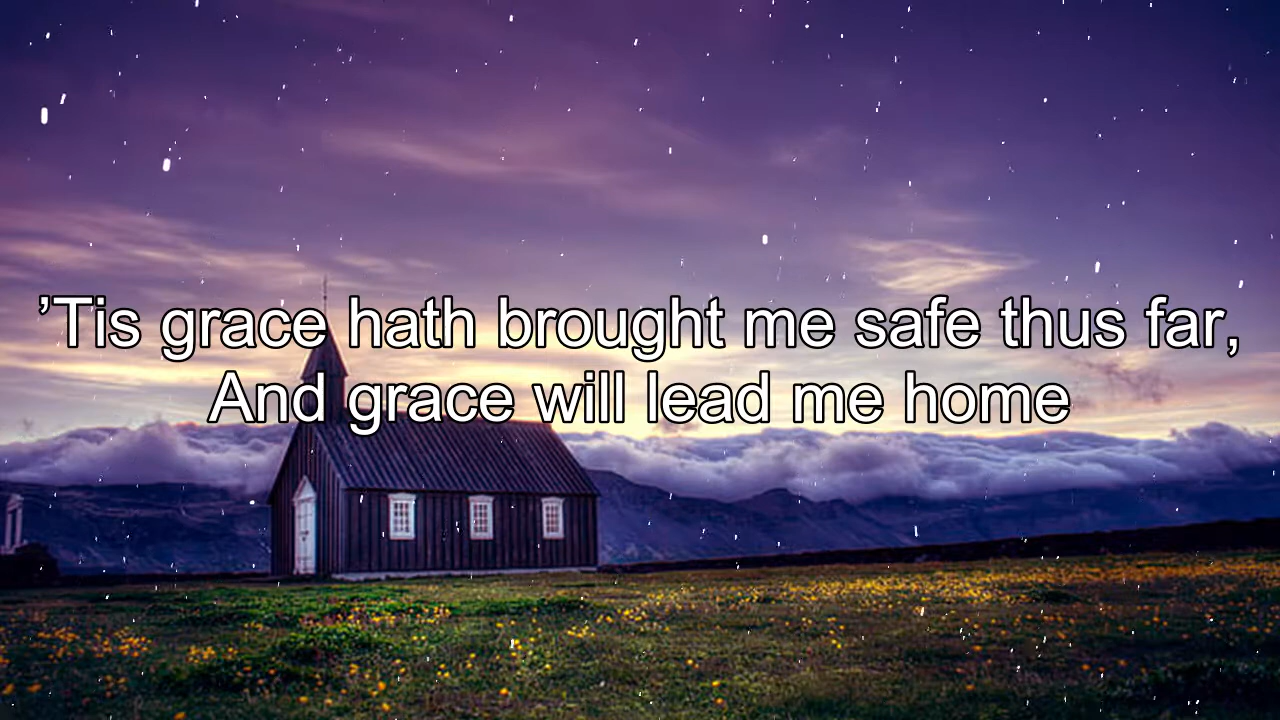 ’Tis grace hath brought me safe thus far,
And grace will lead me home